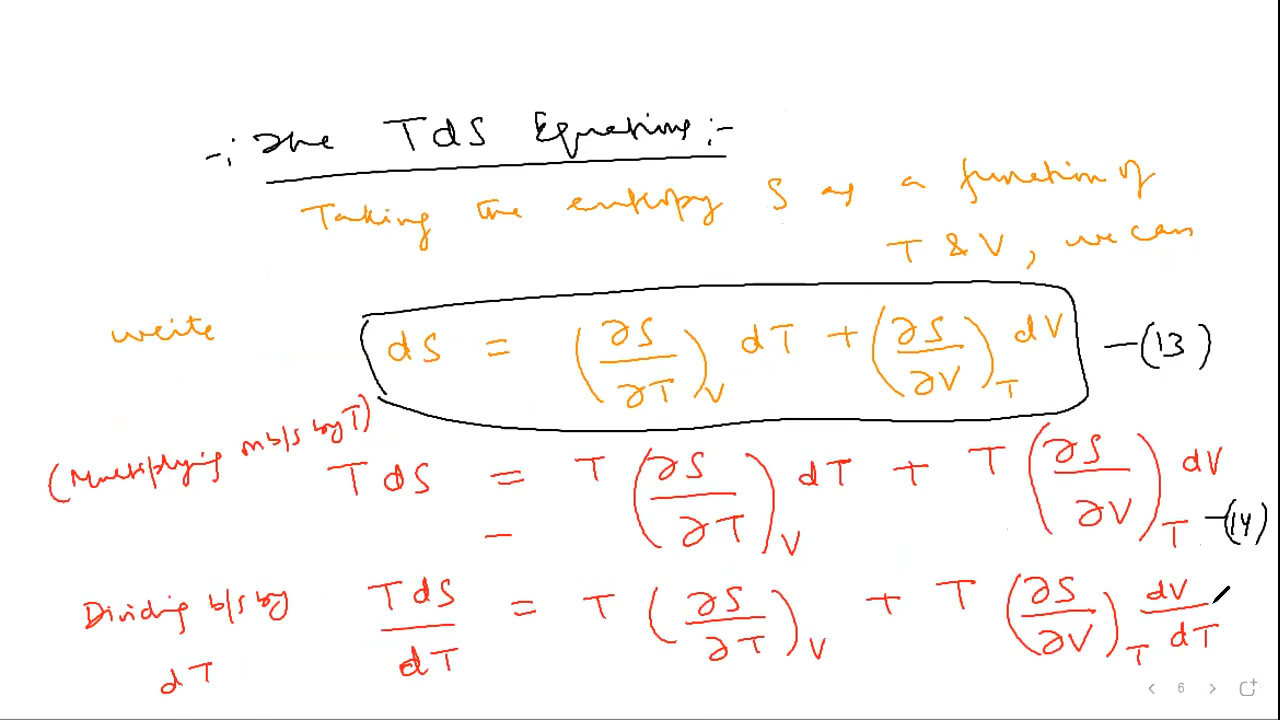 -: The TdS Equations :-
Taking the entropy S as a function of
T & V, we can
write dS = (∂S/∂T)_V dT + (∂S/∂V)_T dV —(13)
(Multiplying on b/s by T) TdS = T (∂S/∂T)_V dT + T (∂S/∂V)_T dV
— —(14)
Dividing b/s by TdS/dT = T (∂S/∂T)_V + T (∂S/∂V)_T dV/dT
dT
< 6 >